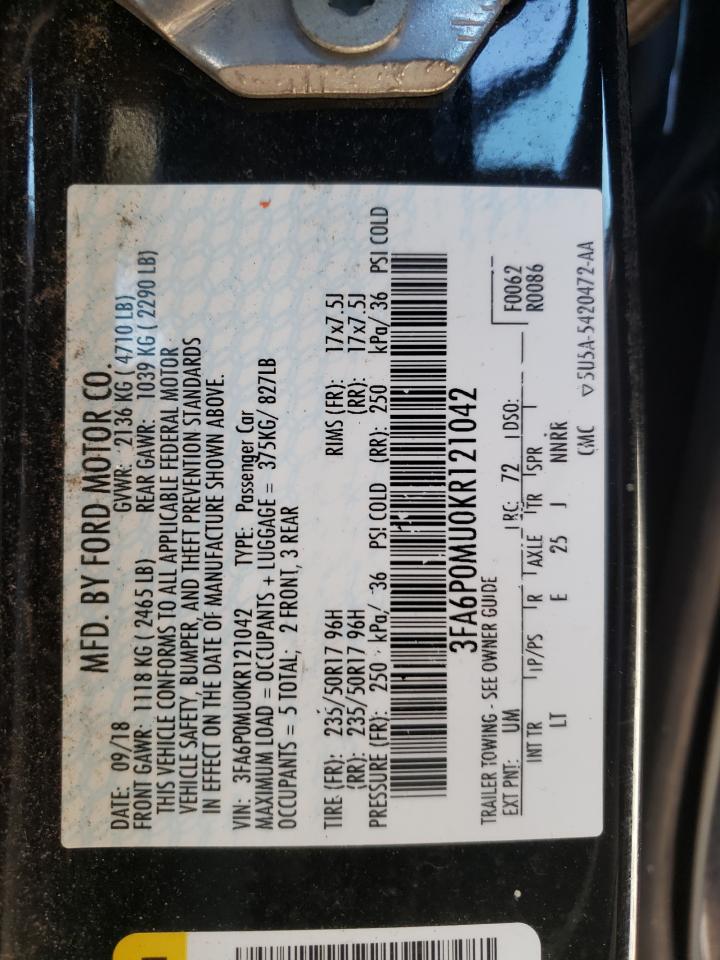 MFD. BY FORD MOTOR CO.
DATE: 09/18 GVWR: 2136 KG ( 4710 LB)
FRONT GAWR: 1118 KG ( 2465 LB) REAR GAWR: 1039 KG ( 2290 LB)
THIS VEHICLE CONFORMS TO ALL APPLICABLE FEDERAL MOTOR
VEHICLE SAFETY, BUMPER, AND THEFT PREVENTION STANDARDS
IN EFFECT ON THE DATE OF MANUFACTURE SHOWN ABOVE.
VIN: 3FA6P0MU0KR121042 TYPE: Passenger Car
MAXIMUM LOAD = OCCUPANTS + LUGGAGE = 375KG/ 827LB
OCCUPANTS = 5 TOTAL; 2 FRONT, 3 REAR
TIRE (FR): 235/50R17 96H RIMS (FR): 17x7.5J
(RR): 235/50R17 96H (RR): 17x7.5J
PRESSURE (FR): 250 kPa/ 36 PSI COLD (RR): 250 kPa/ 36 PSI COLD
3FA6P0MU0KR121042
TRAILER TOWING - SEE OWNER GUIDE
EXT PNT: UM RC: 72 DSO: F0062
INT TR IP/PS R AXLE TR SPR R0086
LT E 25 J NNRR
CMC ▽5U5A-5420472-AA